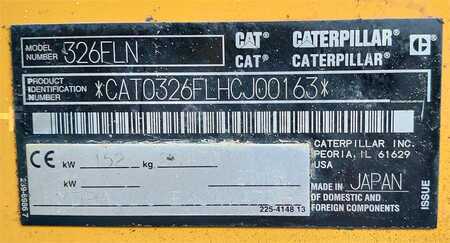 MODEL NUMBER 326FLN CAT CATERPILLAR C
CAT CATERPILLAR
PRODUCT IDENTIFICATION NUMBER *CAT0326FLHCJ00163*
CATERPILLAR INC.
PEORIA, IL 61629
USA
CE kW 152 kg
kW
MADE IN JAPAN
OF DOMESTIC AND
FOREIGN COMPONENTS
225-4148 13
ISSUE